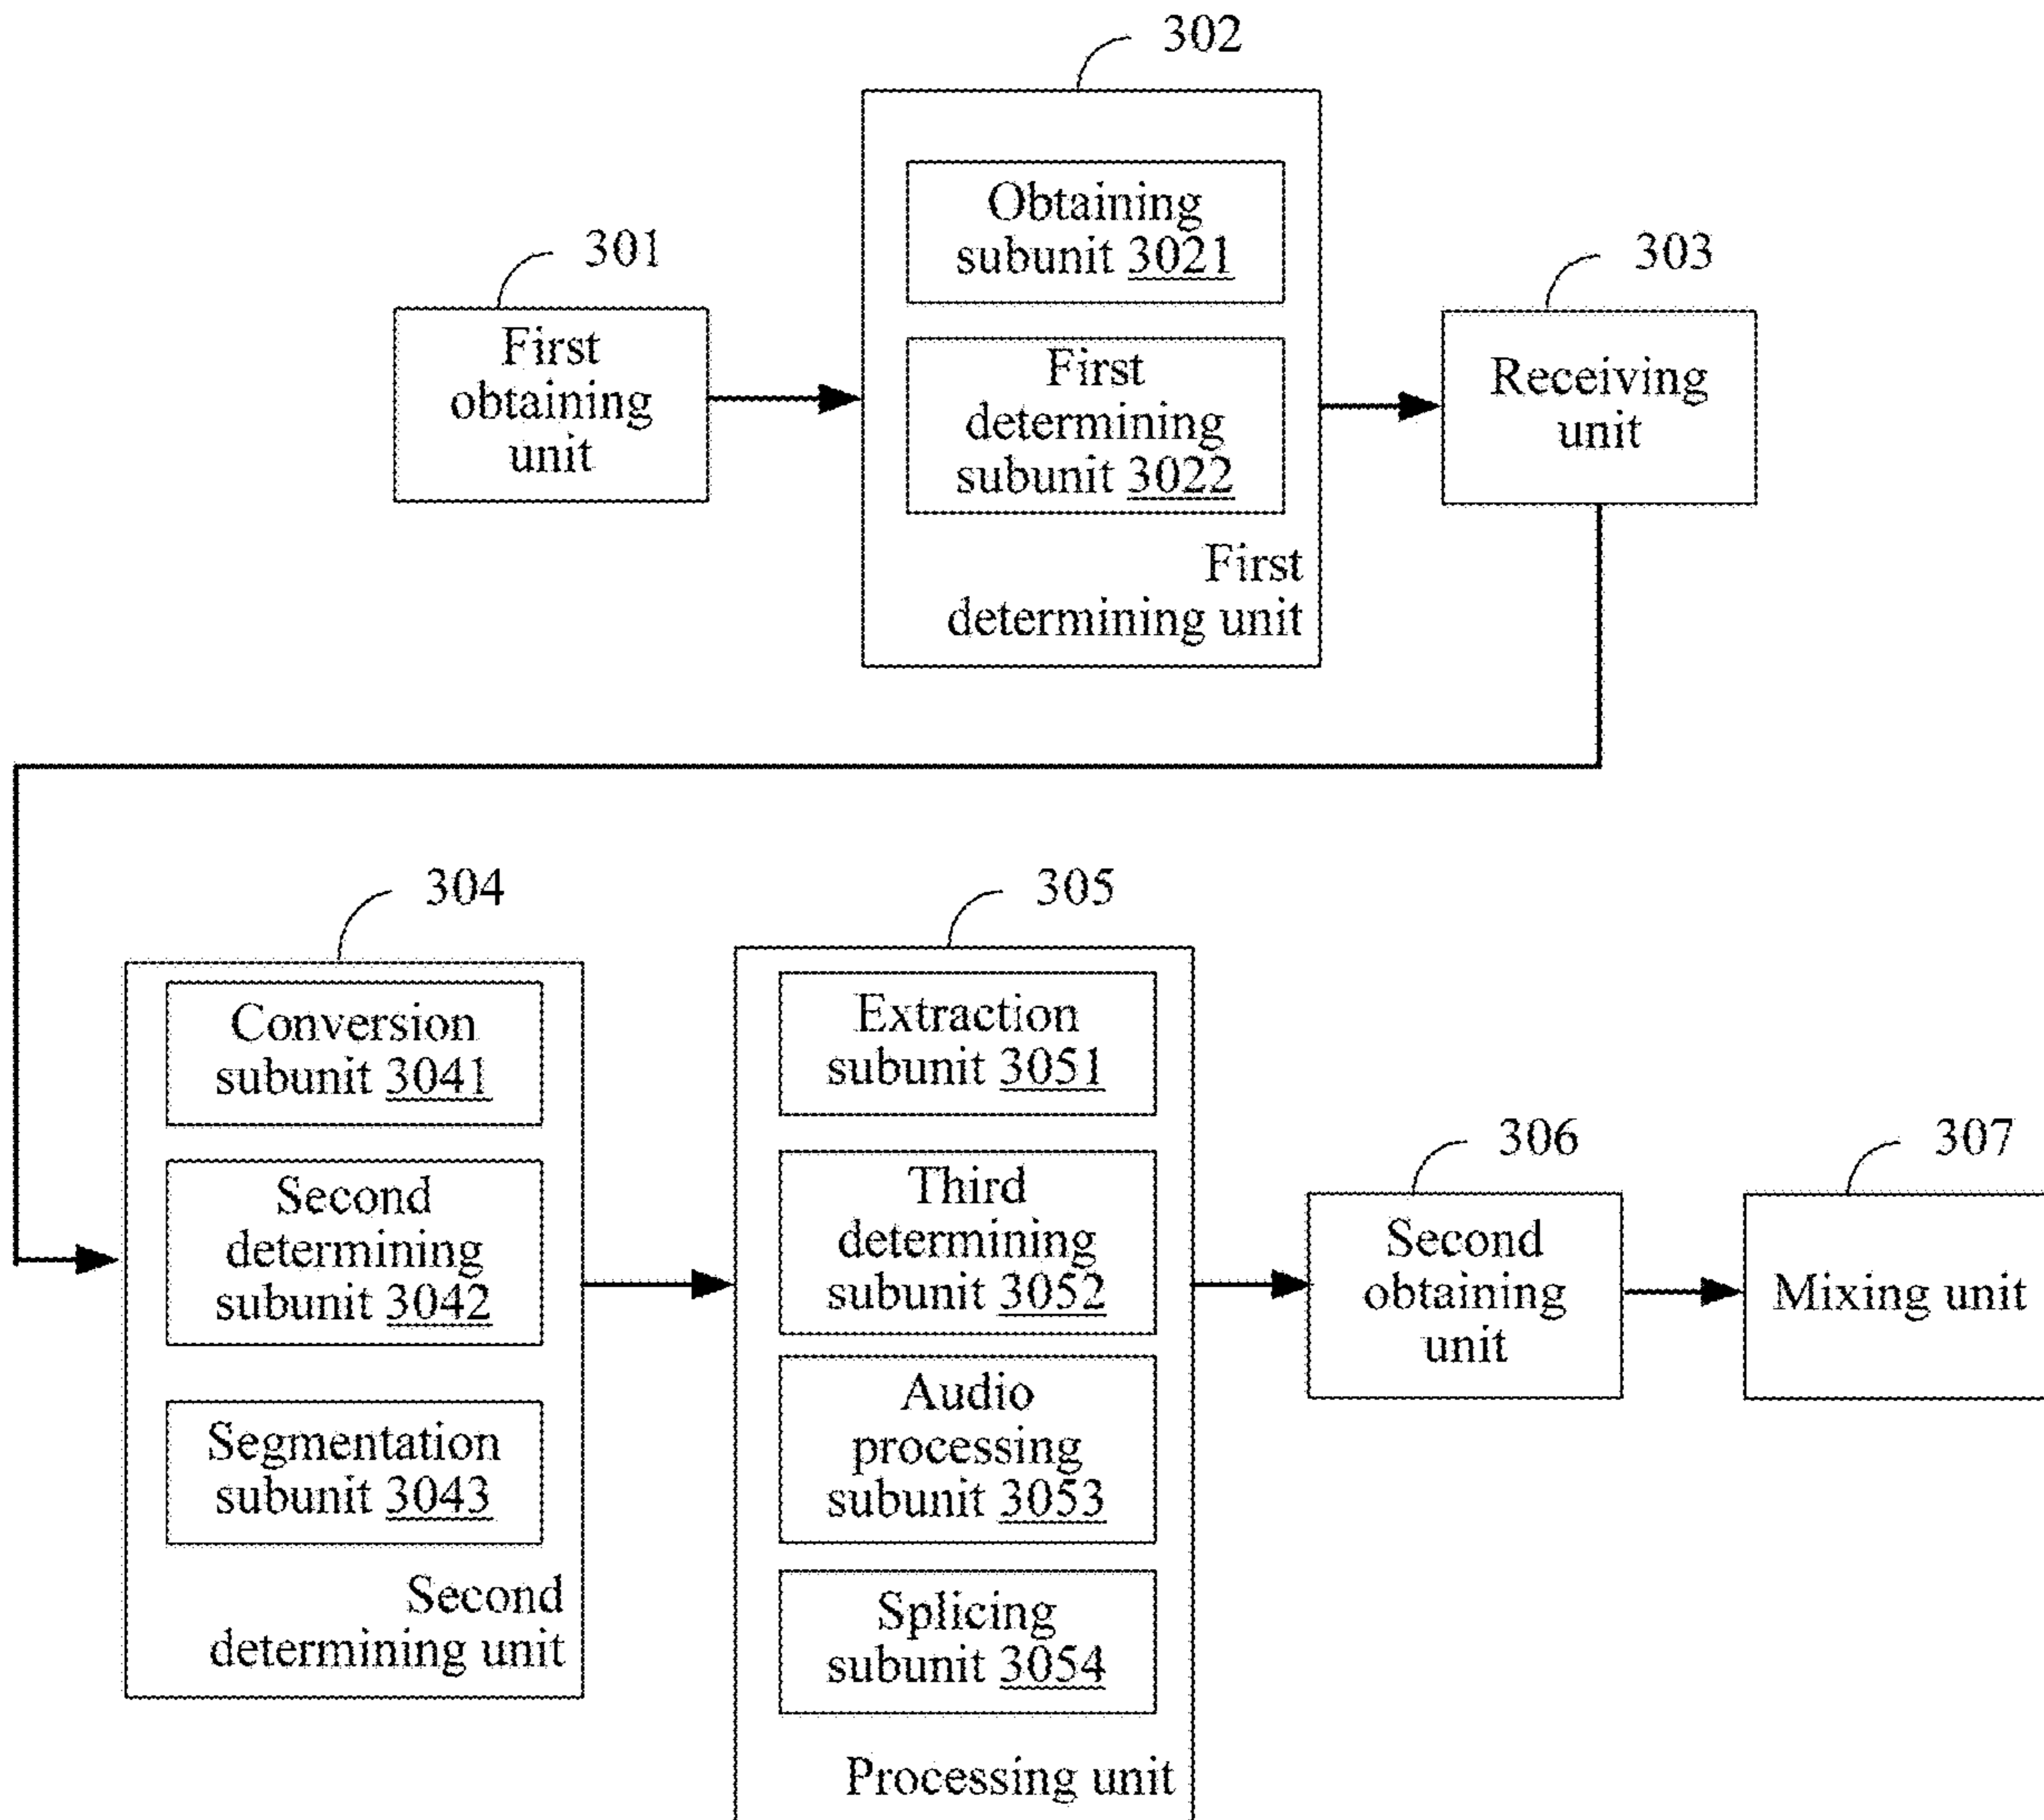 302
Obtaining
subunit 3021
301
303
First
obtaining
unit
First
determining
subunit 3022
Receiving
unit
First
determining unit
304
305
Conversion
subunit 3041
Extraction
subunit 3051
306
307
Second
determining
subunit 3042
Third
determining
subunit 3052
Second
obtaining
unit
Mixing unit
Segmentation
subunit 3043
Audio
processing
subunit 3053
Second
determining unit
Splicing
subunit 3054
Processing unit